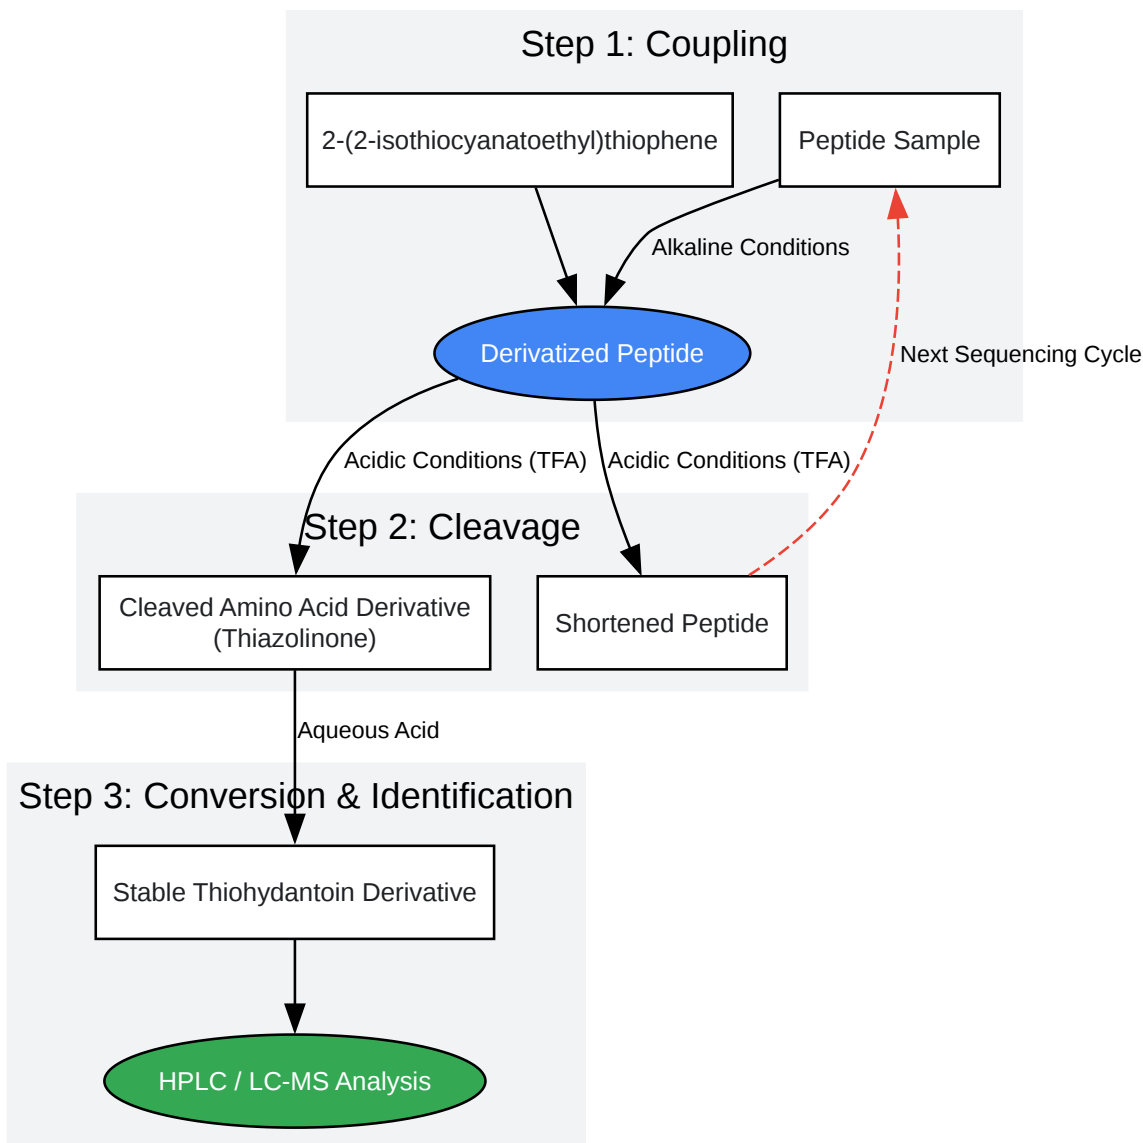 Step 1: Coupling
2-(2-isothiocyanatoethyl)thiophene
Peptide Sample
Alkaline Conditions
Derivatized Peptide
Next Sequencing Cycle
Acidic Conditions (TFA)
Acidic Conditions (TFA)
Step 2: Cleavage
Cleaved Amino Acid Derivative
(Thiazolinone)
Shortened Peptide
Aqueous Acid
Step 3: Conversion & Identification
Stable Thiohydantoin Derivative
HPLC / LC-MS Analysis